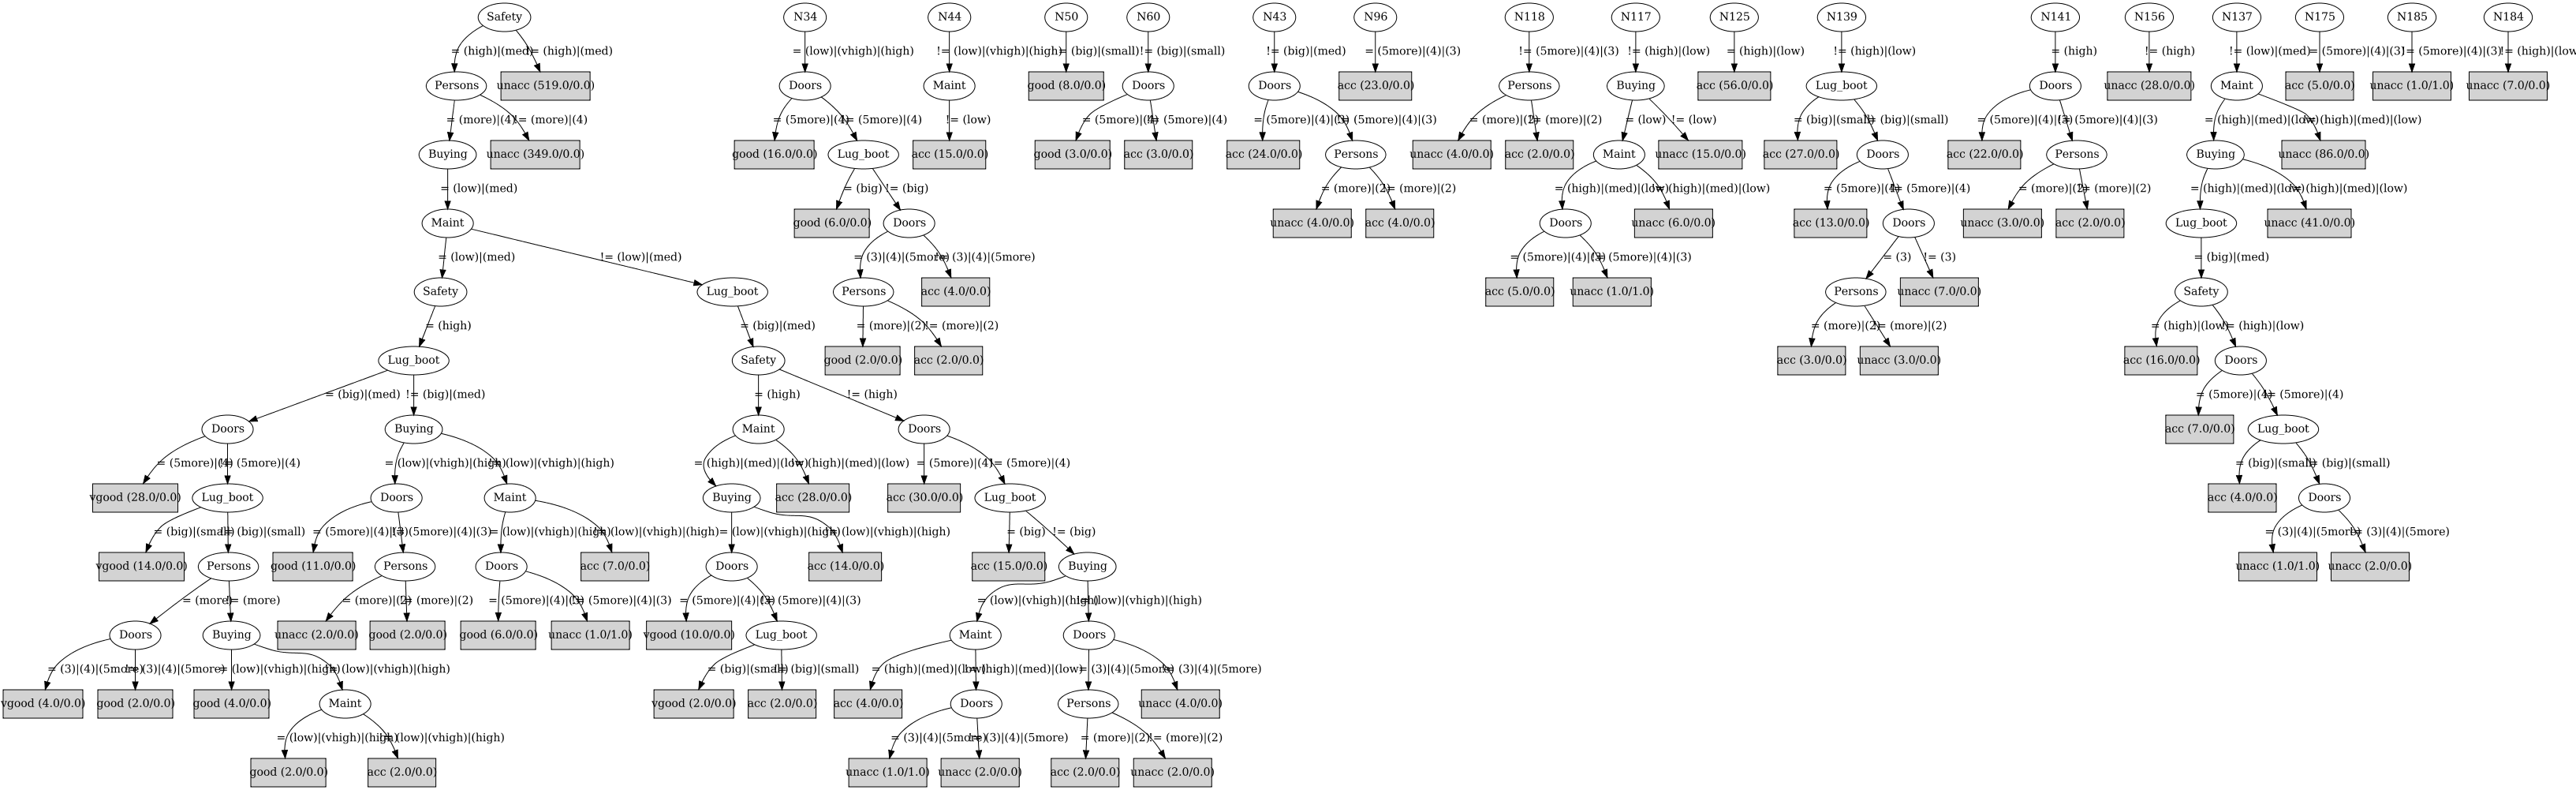 Safety N34 N44 N50 N60 N43 N96 N118 N117 N125 N139 N141 N156 N137 N175 N185 N184
= (high)|(med) != (high)|(med) = (low)|(vhigh)|(high) != (low)|(vhigh)|(high) = (big)|(small) != (big)|(small) != (big)|(med) = (5more)|(4)|(3) != (5more)|(4)|(3) != (high)|(low) = (high)|(low) != (high)|(low) = (high) != (high) != (low)|(med) = (5more)|(4)|(3) != (5more)|(4)|(3) != (high)|(low
Persons unacc (519.0/0.0) Doors Maint good (8.0/0.0) Doors Doors acc (23.0/0.0) Persons Buying acc (56.0/0.0) Lug_boot Doors unacc (28.0/0.0) Maint acc (5.0/0.0) unacc (1.0/1.0) unacc (7.0/0.0)
= (more)|(4) != (more)|(4) = (5more)|(4) != (5more)|(4) != (low) = (5more)|(4) != (5more)|(4) = (5more)|(4)|(3) != (5more)|(4)|(3) = (more)|(2) != (more)|(2) = (low) != (low) = (big)|(small) != (big)|(small) = (5more)|(4)|(3) != (5more)|(4)|(3) = (high)|(med)|(low) != (high)|(med)|(low)
Buying unacc (349.0/0.0) good (16.0/0.0) Lug_boot acc (15.0/0.0) good (3.0/0.0) acc (3.0/0.0) acc (24.0/0.0) Persons unacc (4.0/0.0) acc (2.0/0.0) Maint unacc (15.0/0.0) acc (27.0/0.0) Doors acc (22.0/0.0) Persons Buying unacc (86.0/0.0)
= (low)|(med) = (big) != (big) = (more)|(2) != (more)|(2) = (high)|(med)|(low) != (high)|(med)|(low) = (5more)|(4) != (5more)|(4) = (more)|(2) != (more)|(2) = (high)|(med)|(low) != (high)|(med)|(low)
Maint good (6.0/0.0) Doors unacc (4.0/0.0) acc (4.0/0.0) Doors unacc (6.0/0.0) acc (13.0/0.0) Doors unacc (3.0/0.0) acc (2.0/0.0) Lug_boot unacc (41.0/0.0)
= (low)|(med) != (low)|(med) = (3)|(4)|(5more) != (3)|(4)|(5more) = (5more)|(4)|(3) != (5more)|(4)|(3) = (3) != (3) = (big)|(med)
Safety Lug_boot Persons acc (4.0/0.0) acc (5.0/0.0) unacc (1.0/1.0) Persons unacc (7.0/0.0) Safety
= (high) = (big)|(med) = (more)|(2) != (more)|(2) = (more)|(2) != (more)|(2) = (high)|(low) != (high)|(low)
Lug_boot Safety good (2.0/0.0) acc (2.0/0.0) acc (3.0/0.0) unacc (3.0/0.0) acc (16.0/0.0) Doors
= (big)|(med) != (big)|(med) = (high) != (high) = (5more)|(4) != (5more)|(4)
Doors Buying Maint Doors acc (7.0/0.0) Lug_boot
= (5more)|(4) != (5more)|(4) = (low)|(vhigh)|(high) != (low)|(vhigh)|(high) = (high)|(med)|(low) != (high)|(med)|(low) = (5more)|(4) != (5more)|(4) = (big)|(small) != (big)|(small)
vgood (28.0/0.0) Lug_boot Doors Maint Buying acc (28.0/0.0) acc (30.0/0.0) Lug_boot acc (4.0/0.0) Doors
= (big)|(small) != (big)|(small) = (5more)|(4)|(3) != (5more)|(4)|(3) = (low)|(vhigh)|(high) != (low)|(vhigh)|(high) = (low)|(vhigh)|(high) != (low)|(vhigh)|(high) = (big) != (big) = (3)|(4)|(5more) != (3)|(4)|(5more)
vgood (14.0/0.0) Persons good (11.0/0.0) Persons Doors acc (7.0/0.0) Doors acc (14.0/0.0) acc (15.0/0.0) Buying unacc (1.0/1.0) unacc (2.0/0.0)
= (more) != (more) = (more)|(2) != (more)|(2) = (5more)|(4)|(3) != (5more)|(4)|(3) = (5more)|(4)|(3) != (5more)|(4)|(3) = (low)|(vhigh)|(high) != (low)|(vhigh)|(high)
Doors Buying unacc (2.0/0.0) good (2.0/0.0) good (6.0/0.0) unacc (1.0/1.0) vgood (10.0/0.0) Lug_boot Maint Doors
= (3)|(4)|(5more) != (3)|(4)|(5more) = (low)|(vhigh)|(high) != (low)|(vhigh)|(high) = (big)|(small) != (big)|(small) = (high)|(med)|(low) != (high)|(med)|(low) = (3)|(4)|(5more) != (3)|(4)|(5more)
vgood (4.0/0.0) good (2.0/0.0) good (4.0/0.0) Maint vgood (2.0/0.0) acc (2.0/0.0) acc (4.0/0.0) Doors Persons unacc (4.0/0.0)
= (low)|(vhigh)|(high) != (low)|(vhigh)|(high) = (3)|(4)|(5more) != (3)|(4)|(5more) = (more)|(2) != (more)|(2)
good (2.0/0.0) acc (2.0/0.0) unacc (1.0/1.0) unacc (2.0/0.0) acc (2.0/0.0) unacc (2.0/0.0)